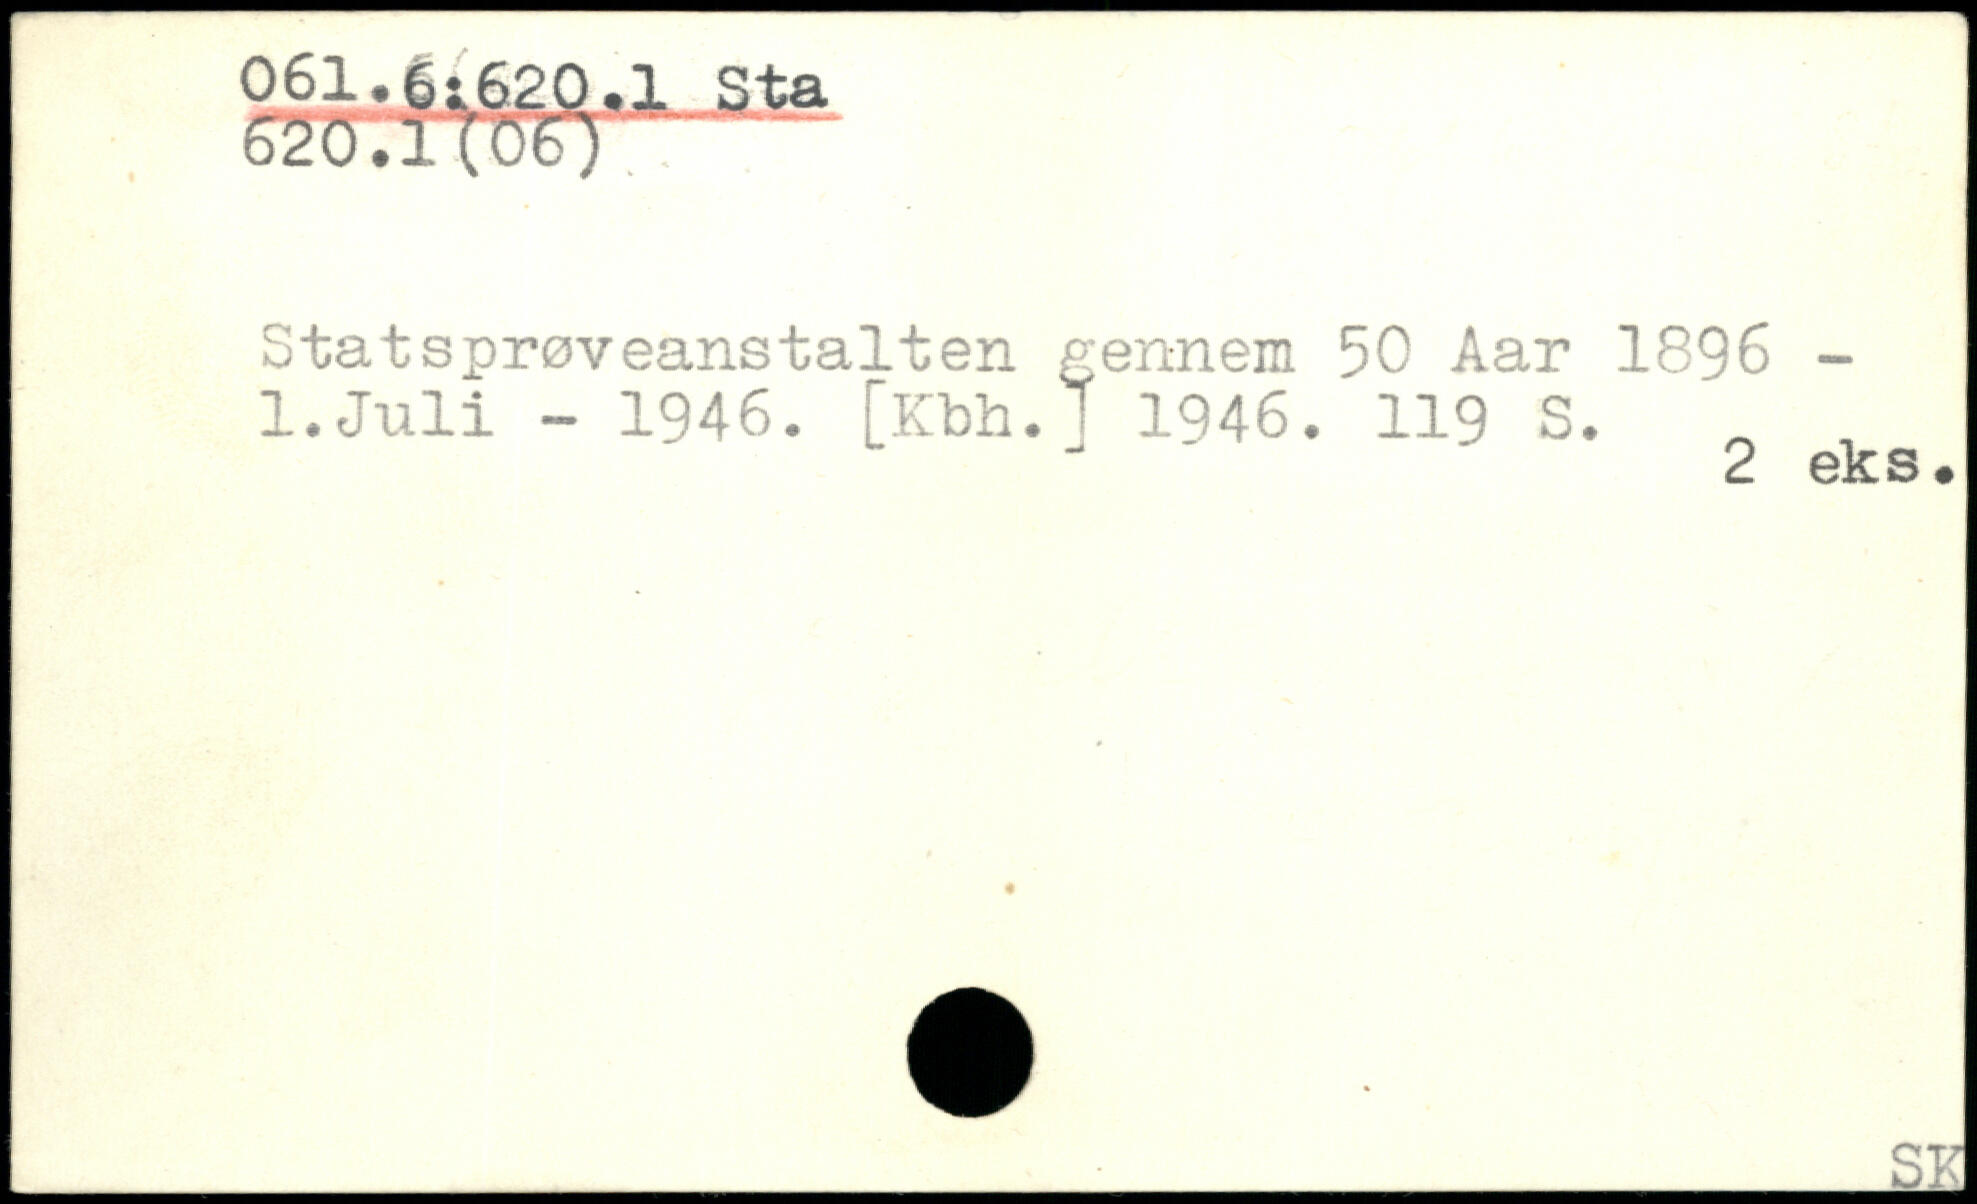 061.6:620.1 Sta
620.1(06)
Statsprøveanstalten gennem 50 Aar 1896 -
1.Juli - 1946. [Kbh.] 1946. 119 S.
2 eks.
SK